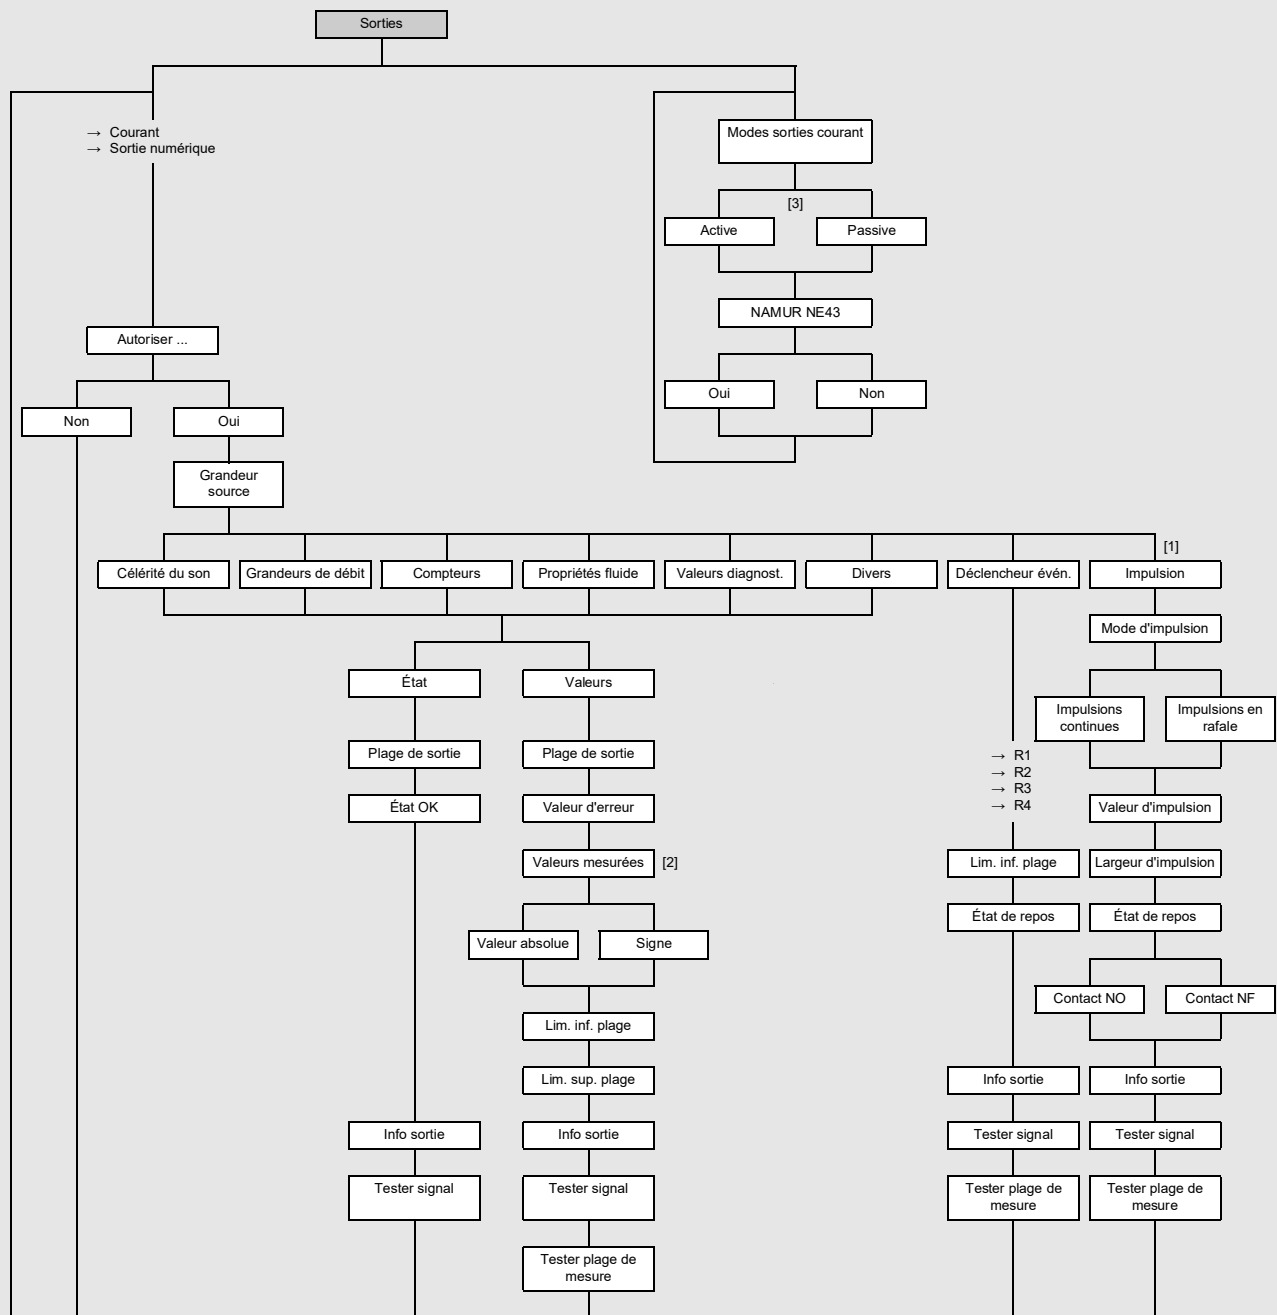 Sorties
→ Courant
→ Sortie numérique
Modes sorties courant
[3]
Active
Passive
NAMUR NE43
Oui
Non
Autoriser ...
Non
Oui
Grandeur
source
[1]
Célérité du son
Grandeurs de débit
Compteurs
Propriétés fluide
Valeurs diagnost.
Divers
Déclencheur évén.
Impulsion
Mode d'impulsion
État
Valeurs
Impulsions
continues
Impulsions en
rafale
Plage de sortie
Plage de sortie
→ R1
→ R2
→ R3
→ R4
État OK
Valeur d'erreur
Valeur d'impulsion
Valeurs mesurées
[2]
Lim. inf. plage
Largeur d'impulsion
État de repos
État de repos
Valeur absolue
Signe
Contact NO
Contact NF
Lim. inf. plage
Lim. sup. plage
Info sortie
Info sortie
Info sortie
Info sortie
Tester signal
Tester signal
Tester signal
Tester signal
Tester plage de
mesure
Tester plage de
mesure
Tester plage de
mesure